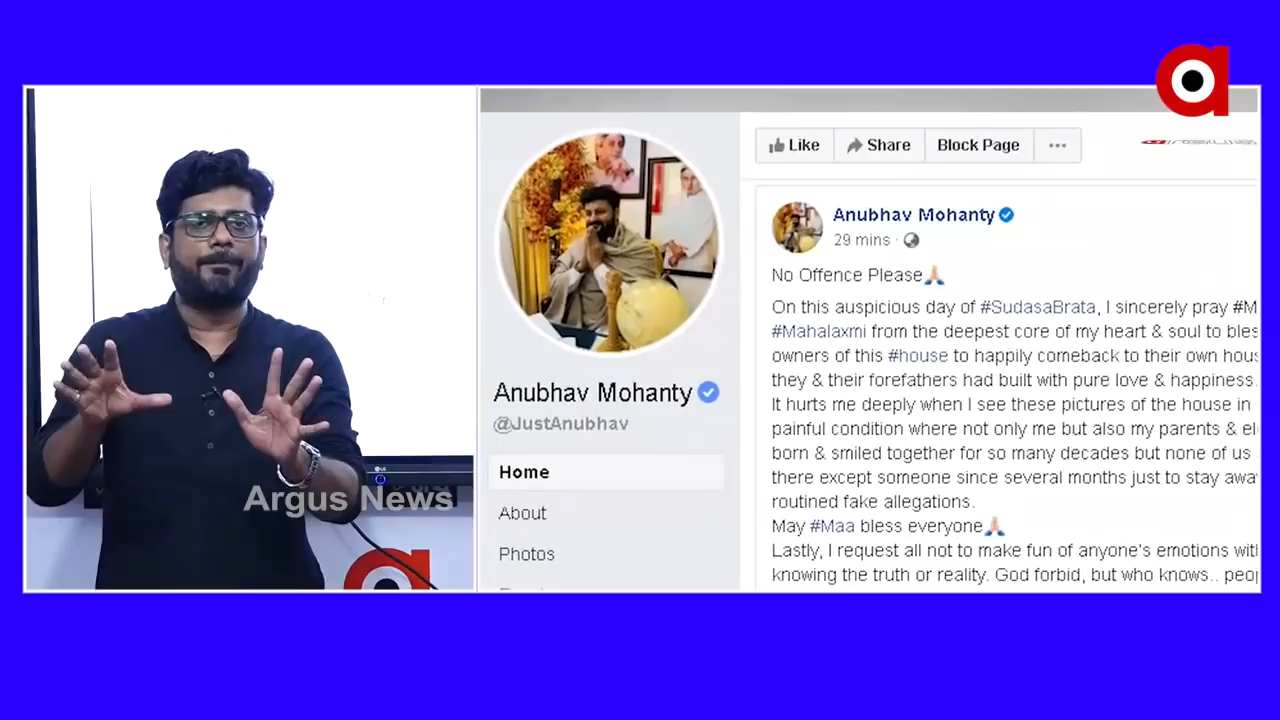 Like
Share
Block Page
Anubhav Mohanty
29 mins ·
No Offence Please
On this auspicious day of #SudasaBrata, I sincerely pray #M
#Mahalaxmi from the deepest core of my heart & soul to bles
owners of this #house to happily comeback to their own hous
they & their forefathers had built with pure love & happiness.
It hurts me deeply when I see these pictures of the house in
painful condition where not only me but also my parents & el
born & smiled together for so many decades but none of us
there except someone since several months just to stay away
routined fake allegations.
May #Maa bless everyone
Lastly, I request all not to make fun of anyone's emotions with
knowing the truth or reality. God forbid, but who knows.. peop
Anubhav Mohanty
@JustAnubhav
Home
About
Photos
LG
Argus News